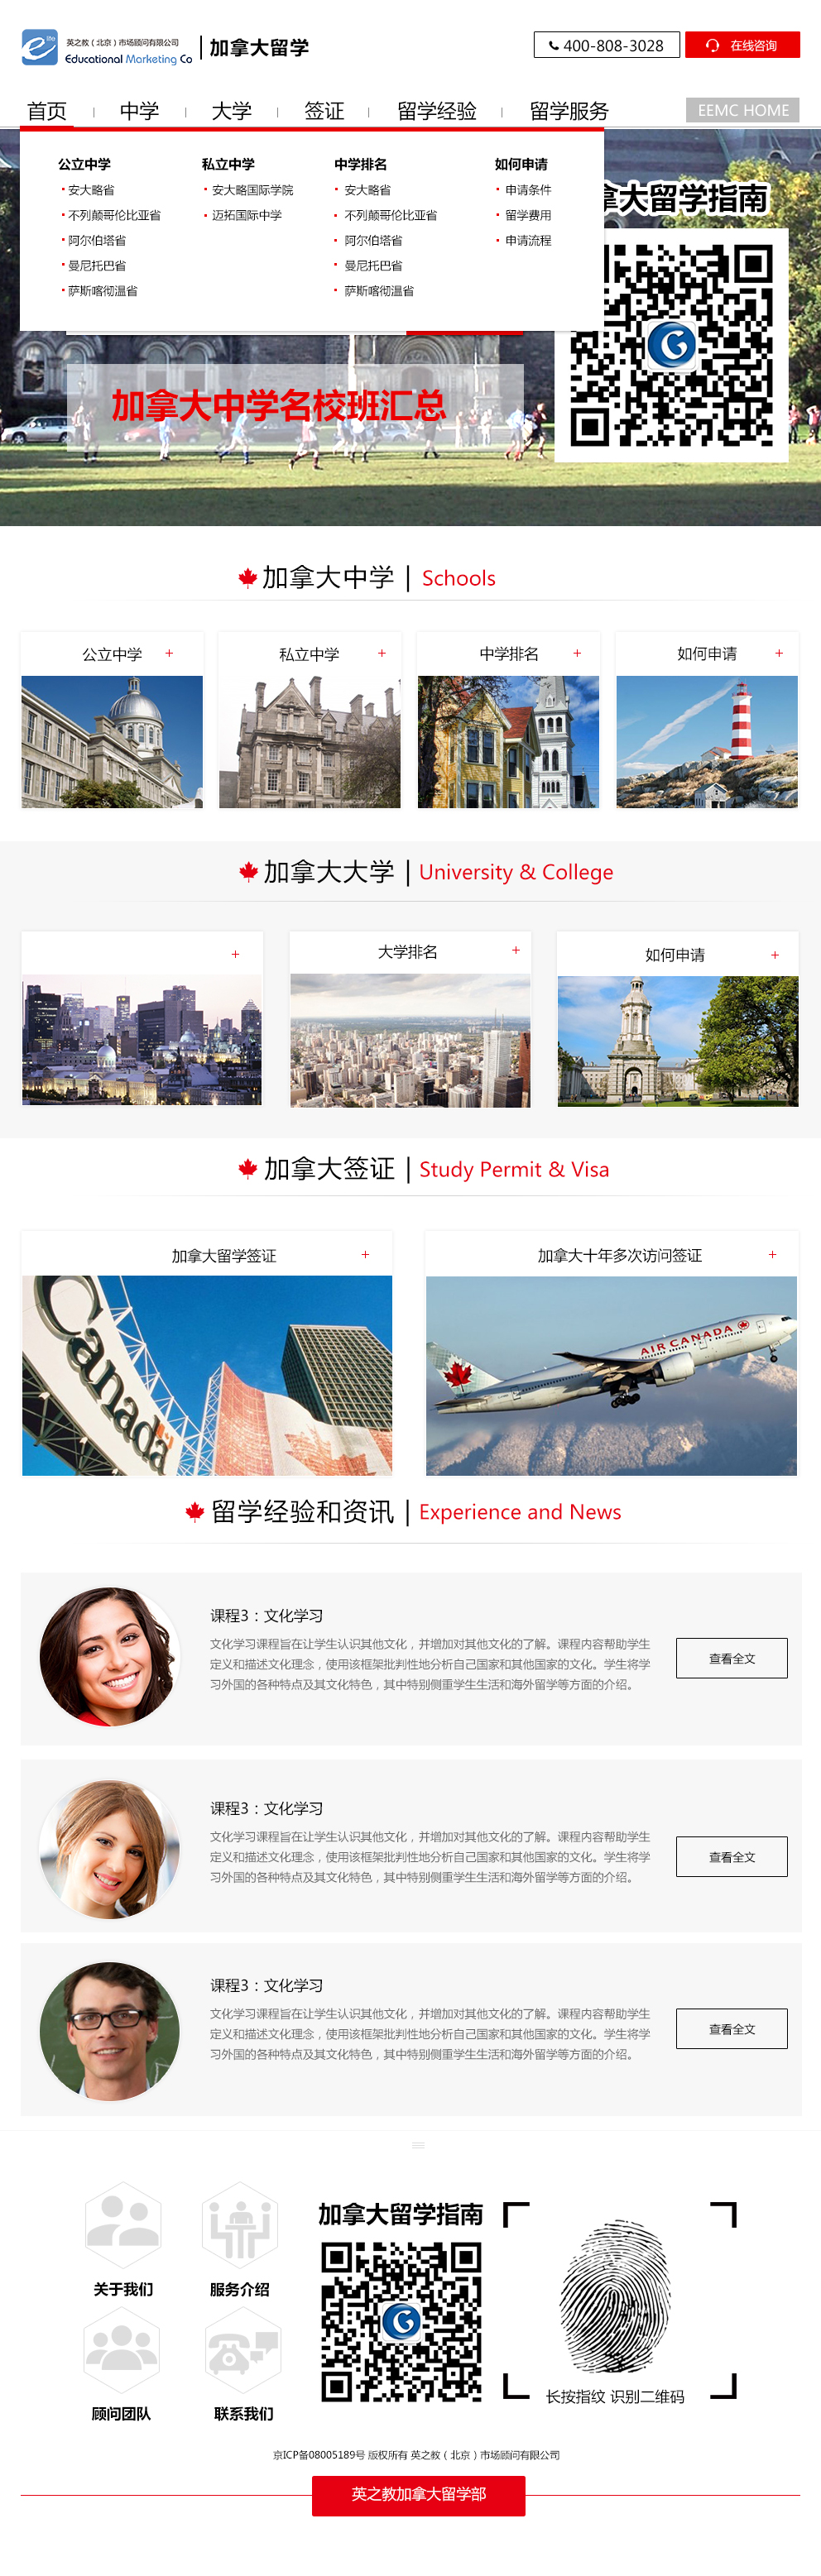 英之教（北京）市场顾问有限公司
Educational Marketing Co
加拿大留学
400-808-3028
在线咨询
首页 中学 大学 签证 留学经验 留学服务
EEMC HOME
公立中学 私立中学 中学排名 如何申请
安大略省 安大略国际学院 安大略省 申请条件
不列颠哥伦比亚省 迈拓国际中学 不列颠哥伦比亚省 留学费用
阿尔伯塔省 阿尔伯塔省 申请流程
曼尼托巴省 曼尼托巴省
萨斯喀彻温省 萨斯喀彻温省
拿大留学指南
加拿大中学名校班汇总
加拿大中学 | Schools
公立中学 + 私立中学 + 中学排名 + 如何申请 +
加拿大大学 | University & College
+ 大学排名 + 如何申请 +
加拿大签证 | Study Permit & Visa
加拿大留学签证 + 加拿大十年多次访问签证 +
Canada
AIR CANADA
留学经验和资讯 | Experience and News
课程3：文化学习
文化学习课程旨在让学生认识其他文化，并增加对其他文化的了解。课程内容帮助学生
定义和描述文化理念，使用该框架批判性地分析自己国家和其他国家的文化。学生将学
习外国的各种特点及其文化特色，其中特别侧重学生生活和海外留学等方面的介绍。
查看全文
课程3：文化学习
文化学习课程旨在让学生认识其他文化，并增加对其他文化的了解。课程内容帮助学生
定义和描述文化理念，使用该框架批判性地分析自己国家和其他国家的文化。学生将学
习外国的各种特点及其文化特色，其中特别侧重学生生活和海外留学等方面的介绍。
查看全文
课程3：文化学习
文化学习课程旨在让学生认识其他文化，并增加对其他文化的了解。课程内容帮助学生
定义和描述文化理念，使用该框架批判性地分析自己国家和其他国家的文化。学生将学
习外国的各种特点及其文化特色，其中特别侧重学生生活和海外留学等方面的介绍。
查看全文
关于我们 服务介绍
顾问团队 联系我们
加拿大留学指南
长按指纹 识别二维码
京ICP备08005189号 版权所有 英之教（北京）市场顾问有限公司
英之教加拿大留学部